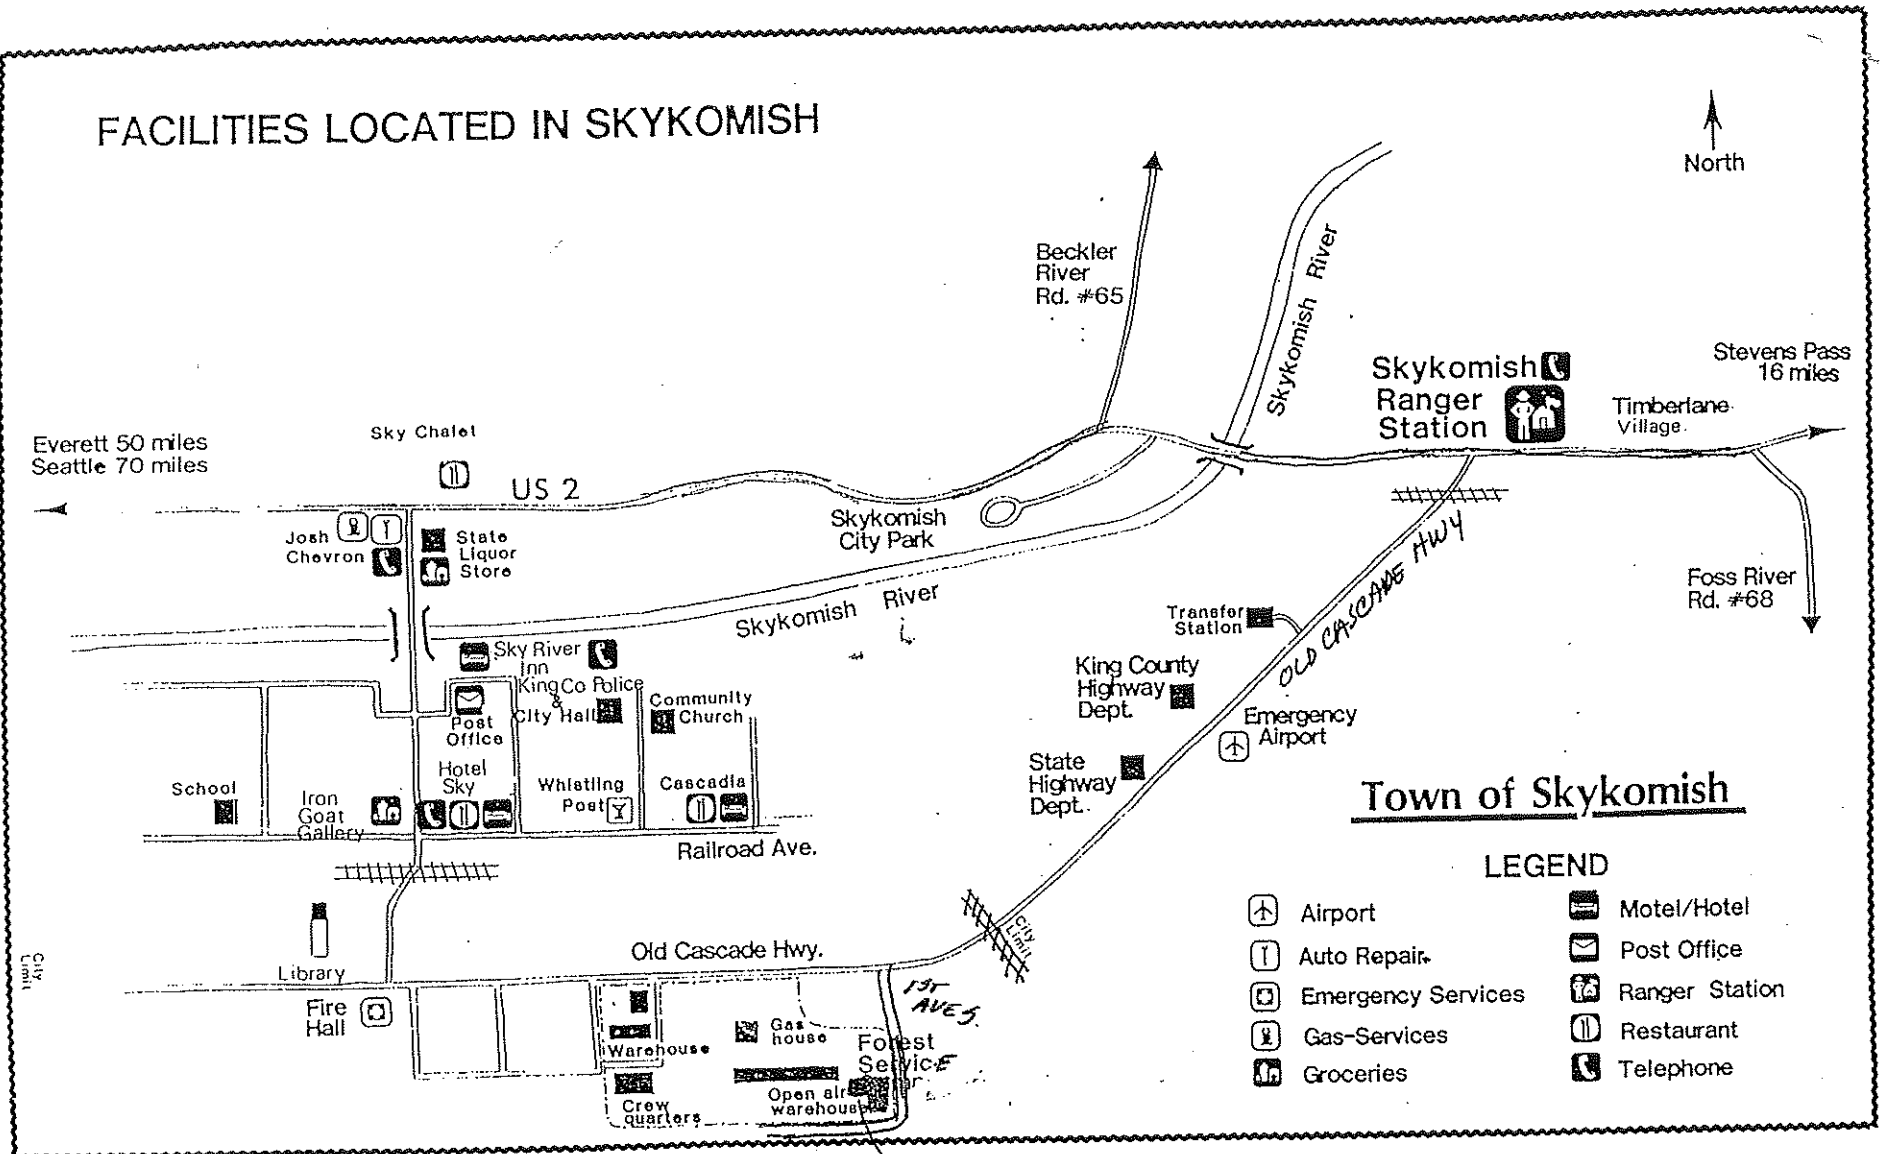 FACILITIES LOCATED IN SKYKOMISH
North
Beckler
River
Rd. #65
Skykomish River
Skykomish
Ranger
Station
Stevens Pass
16 miles
Timberlane
Village
Everett 50 miles
Seattle 70 miles
Sky Chalet
US 2
Josh
Chevron
State
Liquor
Store
Skykomish
City Park
Skykomish River
OLD CASCADE HWY
Foss River
Rd. #68
Transfer
Station
King County
Highway
Dept.
Emergency
Airport
State
Highway
Dept.
Sky River
Inn
King Co Police
&
City Hall
Community
Church
Post
Office
School
Iron
Goat
Gallery
Hotel
Sky
Whistling
Post
Cascadia
Railroad Ave.
Town of Skykomish
LEGEND
Airport
Auto Repair
Emergency Services
Gas-Services
Groceries
Motel/Hotel
Post Office
Ranger Station
Restaurant
Telephone
City
Limit
Library
Fire
Hall
Old Cascade Hwy.
City
Limit
1ST
AVE S.
Warehouse
Gas
house
Forest
Service
Crew
quarters
Open air
warehouse